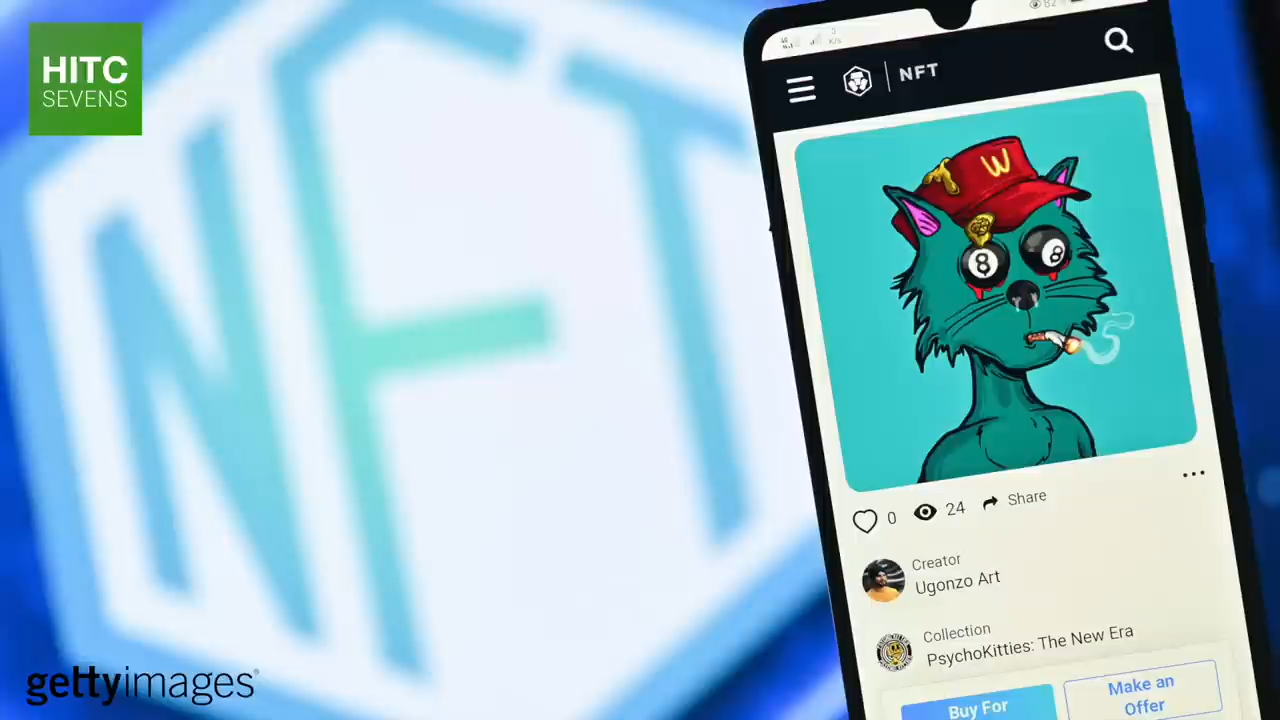 HITC
SEVENS
NFT
NFT
W
8
8
0
24
Share
Creator
Ugonzo Art
Collection
PsychoKitties: The New Era
Buy For
Make an
Offer
gettyimages